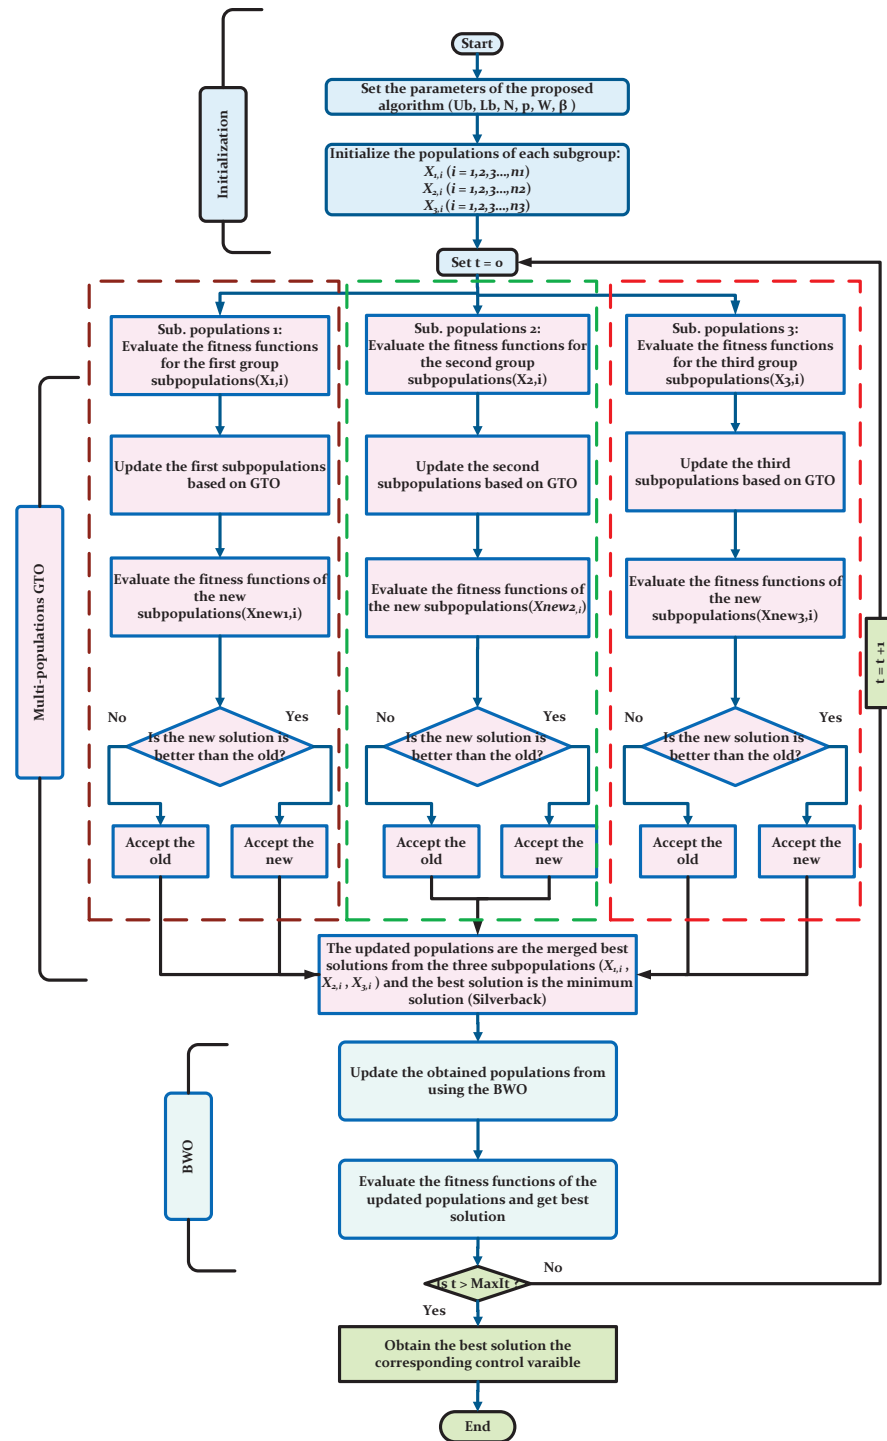 Start
Set the parameters of the proposed
algorithm (Ub, Lb, N, p, W, β )
Initialize the populations of each subgroup:
X1,i (i = 1,2,3...,n1)
X2,i (i = 1,2,3...,n2)
X3,i (i = 1,2,3...,n3)
Initialization
Set t = 0
Sub. populations 1:
Evaluate the fitness functions
for the first group
subpopulations(X1,i)
Update the first subpopulations
based on GTO
Evaluate the fitness functions of
the new
subpopulations(Xnew1,i)
No
Yes
Is the new solution is
better than the old?
Accept the
old
Accept the
new
Sub. populations 2:
Evaluate the fitness functions for
the second group
subpopulations(X2,i)
Update the second
subpopulations based on GTO
Evaluate the fitness functions of
the new subpopulations(Xnew2,i)
No
Yes
Is the new solution is
better than the old?
Accept the
old
Accept the
new
Sub. populations 3:
Evaluate the fitness functions
for the third group
subpopulations(X3,i)
Update the third
subpopulations based on GTO
Evaluate the fitness functions of
the new
subpopulations(Xnew3,i)
No
Yes
Is the new solution is
better than the old?
Accept the
old
Accept the
new
Multi-populations GTO
t = t +1
The updated populations are the merged best
solutions from the three subpopulations (X1,i ,
X2,i , X3,i ) and the best solution is the minimum
solution (Silverback)
Update the obtained populations from
using the BWO
BWO
Evaluate the fitness functions of the
updated populations and get best
solution
Is t > MaxIt ?
No
Yes
Obtain the best solution the
corresponding control varaible
End